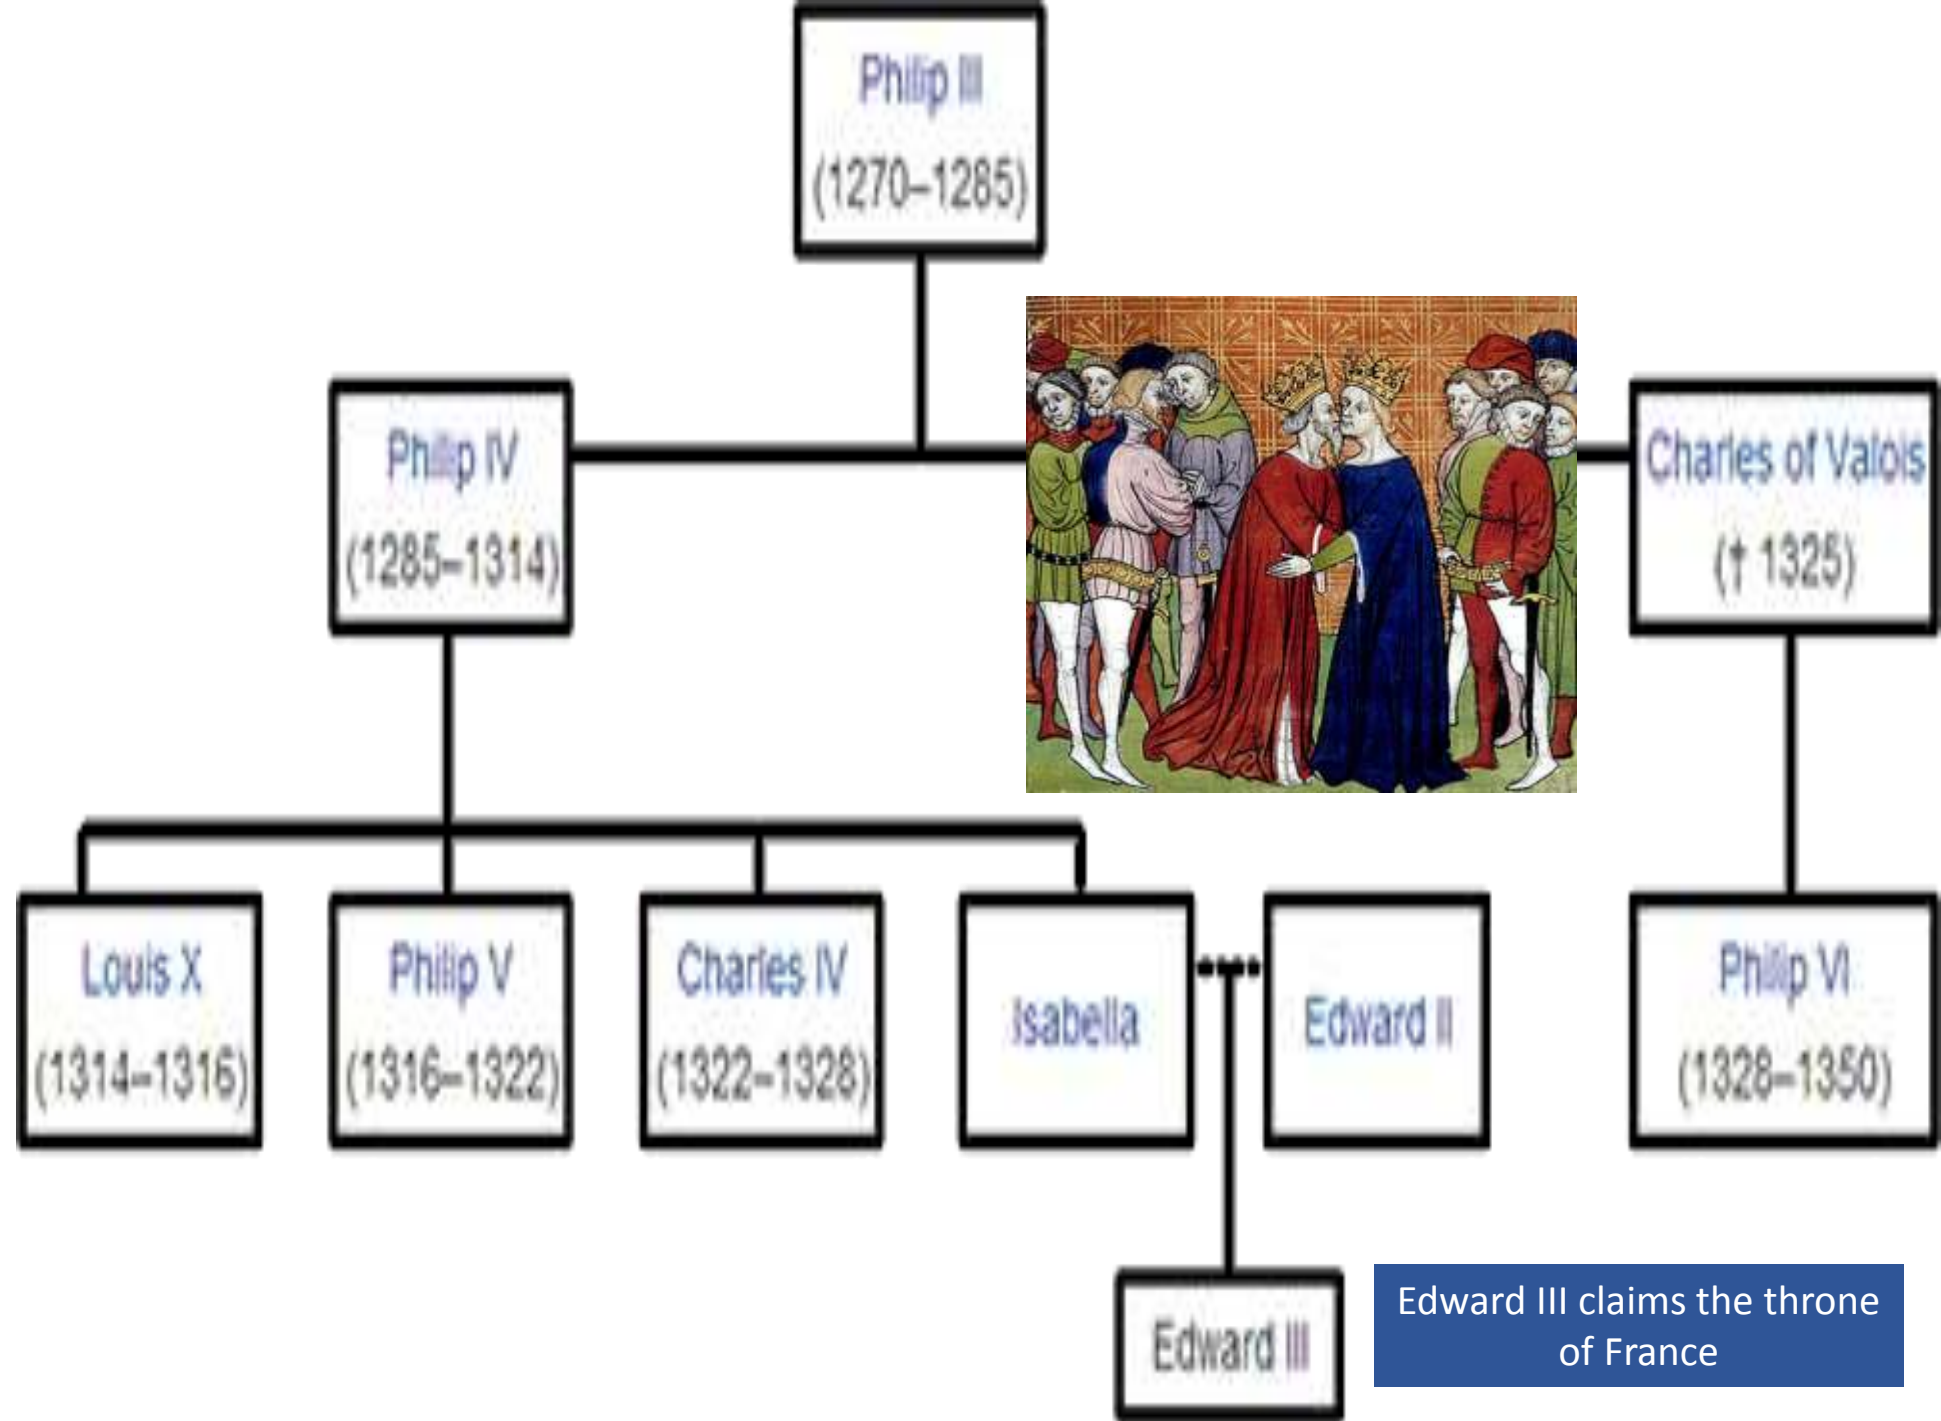 Philip III
(1270–1285)
Philip IV
(1285–1314)
Charles of Valois
(† 1325)
Louis X
(1314–1316)
Philip V
(1316–1322)
Charles IV
(1322–1328)
Isabella
Edward II
Philip VI
(1328–1350)
Edward III
Edward III claims the throne
of France